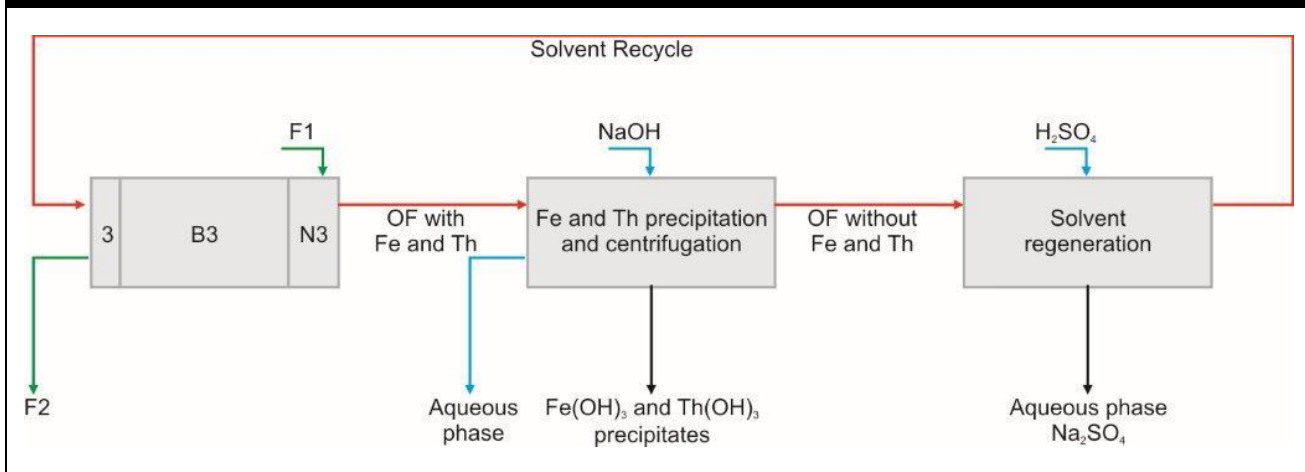 Solvent Recycle
F1
NaOH
H₂SO₄
3
B3
N3
OF with
Fe and Th
Fe and Th precipitation
and centrifugation
OF without
Fe and Th
Solvent
regeneration
F2
Aqueous
phase
Fe(OH)₃ and Th(OH)₃
precipitates
Aqueous phase
Na₂SO₄